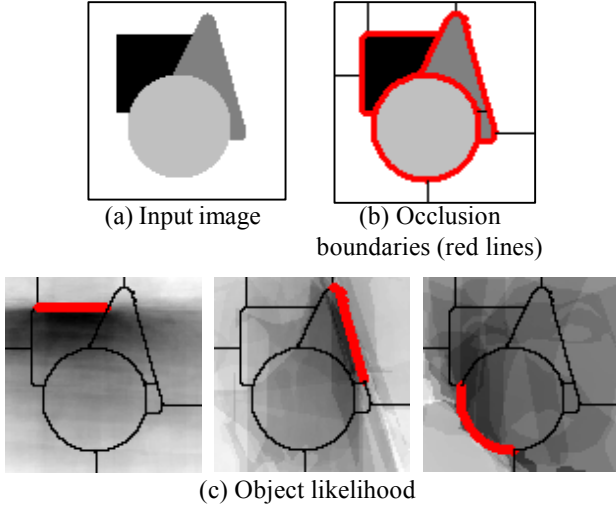 (a) Input image
(b) Occlusion
boundaries (red lines)
(c) Object likelihood